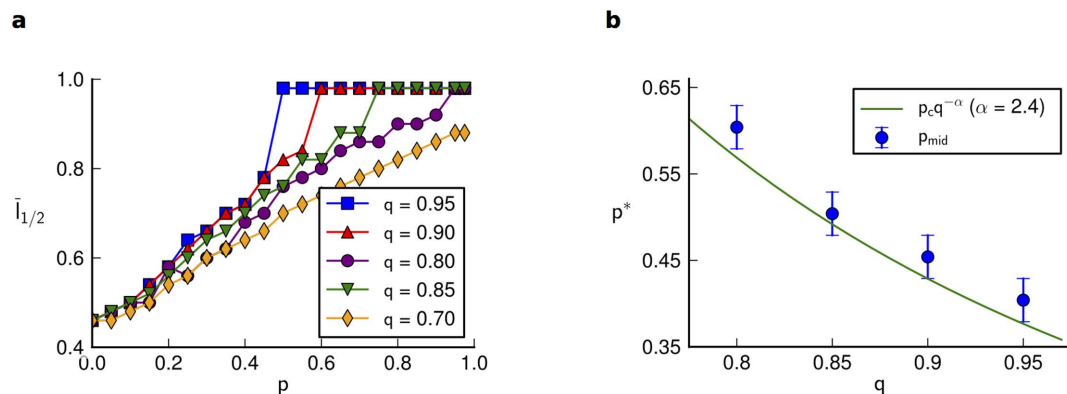 a
1.0
0.8
0.6
0.4
Ī1/2
0.0
0.2
0.4
0.6
0.8
1.0
p
q = 0.95
q = 0.90
q = 0.80
q = 0.85
q = 0.70
b
0.65
0.55
0.45
0.35
p*
0.8
0.85
0.9
0.95
q
pcq−α (α = 2.4)
pmid